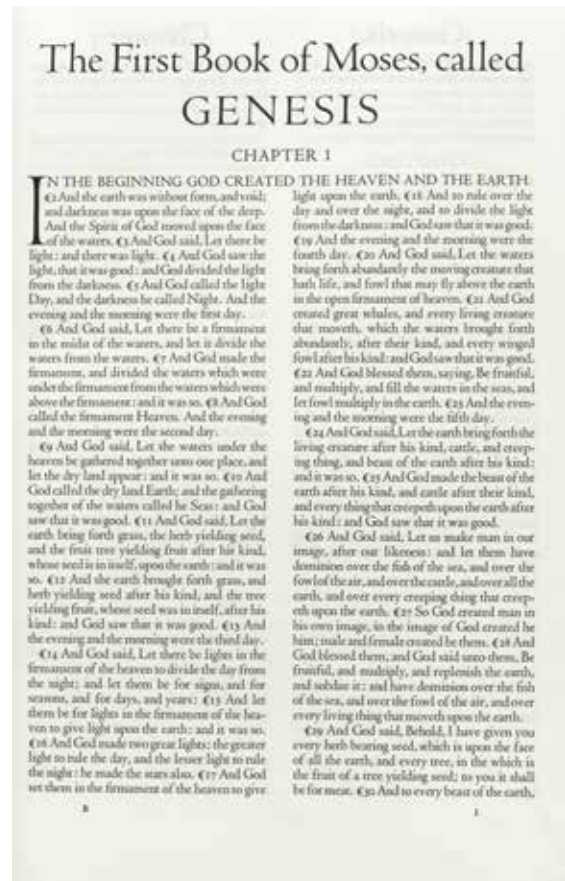 The First Book of Moses, called
GENESIS
CHAPTER 1
IN THE BEGINNING GOD CREATED THE HEAVEN AND THE EARTH.
¶2 And the earth was without form, and void;
and darkness was upon the face of the deep.
And the Spirit of God moved upon the face
of the waters. ¶3 And God said, Let there be
light: and there was light. ¶4 And God saw the
light, that it was good: and God divided the light
from the darkness. ¶5 And God called the light
Day, and the darkness he called Night. And the
evening and the morning were the first day.
¶6 And God said, Let there be a firmament
in the midst of the waters, and let it divide the
waters from the waters. ¶7 And God made the
firmament, and divided the waters which were
under the firmament from the waters which were
above the firmament: and it was so. ¶8 And God
called the firmament Heaven. And the evening
and the morning were the second day.
¶9 And God said, Let the waters under the
heaven be gathered together unto one place, and
let the dry land appear: and it was so. ¶10 And
God called the dry land Earth; and the gathering
together of the waters called he Seas: and God
saw that it was good. ¶11 And God said, Let the
earth bring forth grass, the herb yielding seed,
and the fruit tree yielding fruit after his kind,
whose seed is in itself, upon the earth: and it was
so. ¶12 And the earth brought forth grass, and
herb yielding seed after his kind, and the tree
yielding fruit, whose seed was in itself, after his
kind: and God saw that it was good. ¶13 And
the evening and the morning were the third day.
¶14 And God said, Let there be lights in the
firmament of the heaven to divide the day from
the night; and let them be for signs, and for
seasons, and for days, and years: ¶15 And let
them be for lights in the firmament of the hea-
ven to give light upon the earth: and it was so.
¶16 And God made two great lights; the greater
light to rule the day, and the lesser light to rule
the night: he made the stars also. ¶17 And God
set them in the firmament of the heaven to give
light upon the earth, ¶18 And to rule over the
day and over the night, and to divide the light
from the darkness: and God saw that it was good.
¶19 And the evening and the morning were the
fourth day. ¶20 And God said, Let the waters
bring forth abundantly the moving creature that
hath life, and fowl that may fly above the earth
in the open firmament of heaven. ¶21 And God
created great whales, and every living creature
that moveth, which the waters brought forth
abundantly, after their kind, and every winged
fowl after his kind: and God saw that it was good.
¶22 And God blessed them, saying, Be fruitful,
and multiply, and fill the waters in the seas, and
let fowl multiply in the earth. ¶23 And the even-
ing and the morning were the fifth day.
¶24 And God said, Let the earth bring forth the
living creature after his kind, cattle, and creep-
ing thing, and beast of the earth after his kind:
and it was so. ¶25 And God made the beast of the
earth after his kind, and cattle after their kind,
and every thing that creepeth upon the earth after
his kind: and God saw that it was good.
¶26 And God said, Let us make man in our
image, after our likeness: and let them have
dominion over the fish of the sea, and over the
fowl of the air, and over the cattle, and over all the
earth, and over every creeping thing that creep-
eth upon the earth. ¶27 So God created man in
his own image, in the image of God created he
him; male and female created he them. ¶28 And
God blessed them, and God said unto them, Be
fruitful, and multiply, and replenish the earth,
and subdue it: and have dominion over the fish
of the sea, and over the fowl of the air, and over
every living thing that moveth upon the earth.
¶29 And God said, Behold, I have given you
every herb bearing seed, which is upon the face
of all the earth, and every tree, in the which is
the fruit of a tree yielding seed; to you it shall
be for meat. ¶30 And to every beast of the earth,
B
1